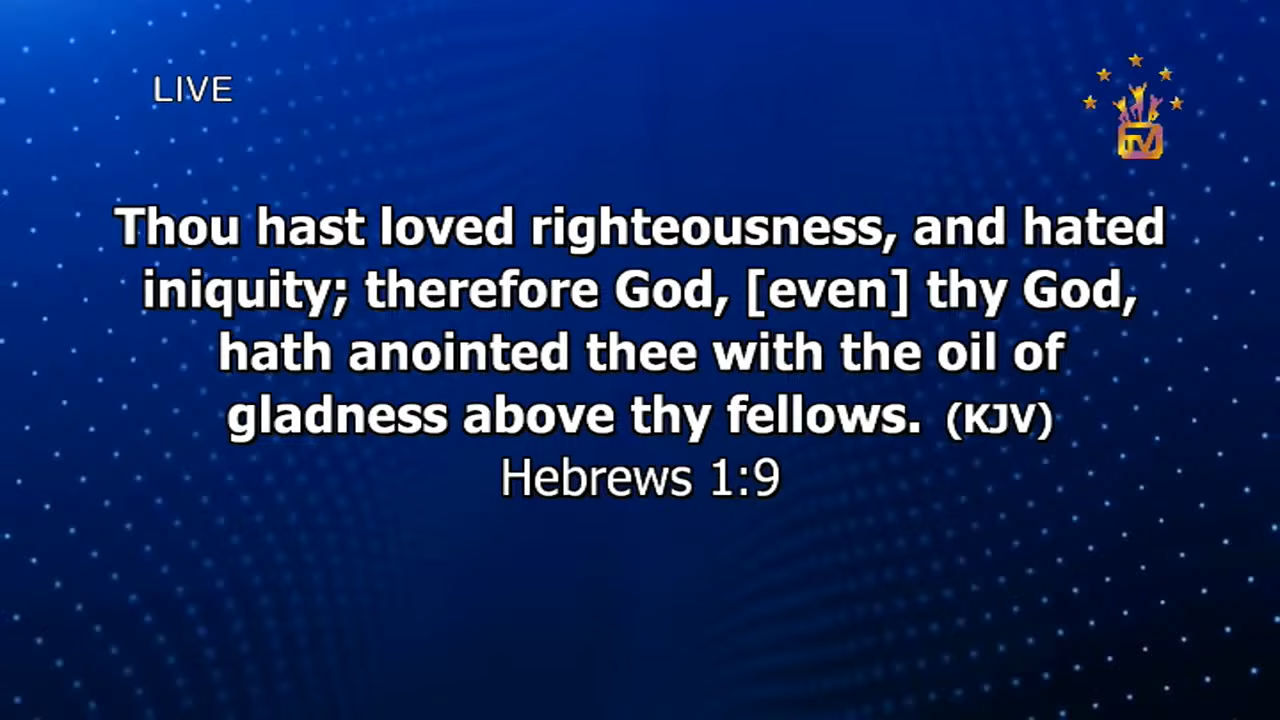 LIVE
TV
Thou hast loved righteousness, and hated
iniquity; therefore God, [even] thy God,
hath anointed thee with the oil of
gladness above thy fellows. (KJV)
Hebrews 1:9